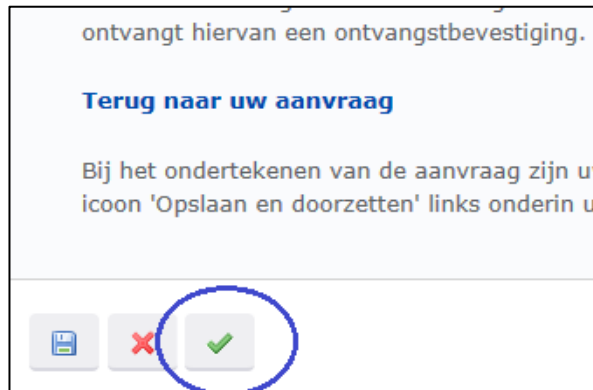 ontvangt hiervan een ontvangstbevestiging.
Terug naar uw aanvraag
Bij het ondertekenen van de aanvraag zijn
icoon 'Opslaan en doorzetten' links onderin